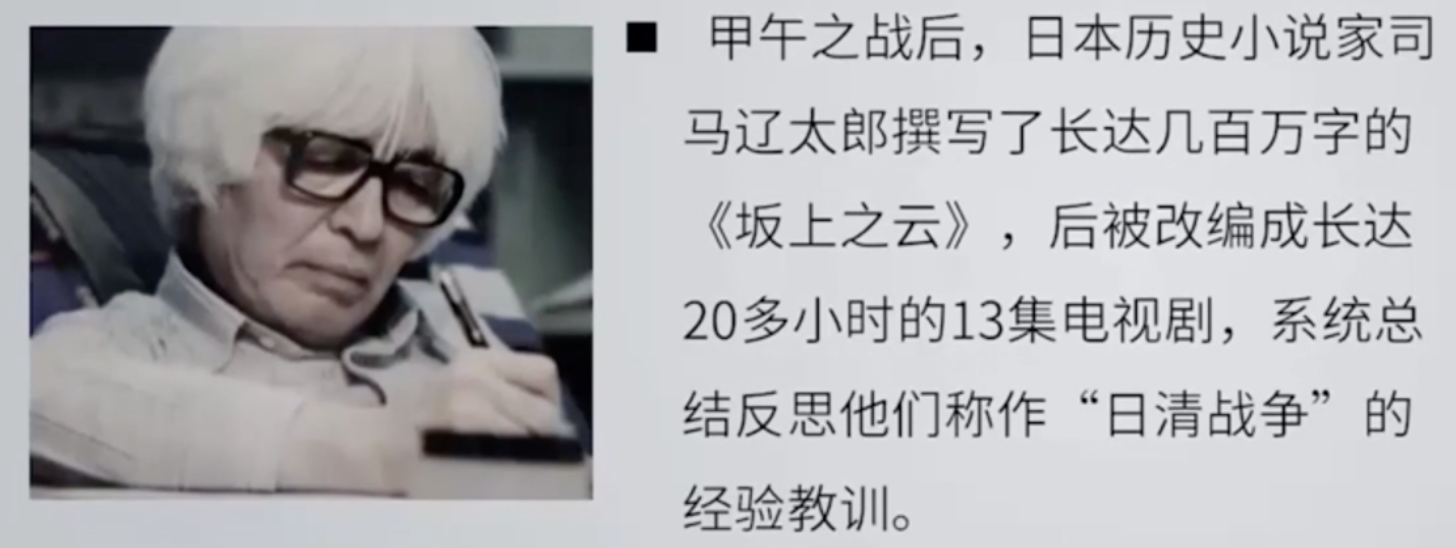 ■ 甲午之战后，日本历史小说家司
马辽太郎撰写了长达几百万字的
《坂上之云》，后被改编成长达
20多小时的13集电视剧，系统总
结反思他们称作“日清战争”的
经验教训。